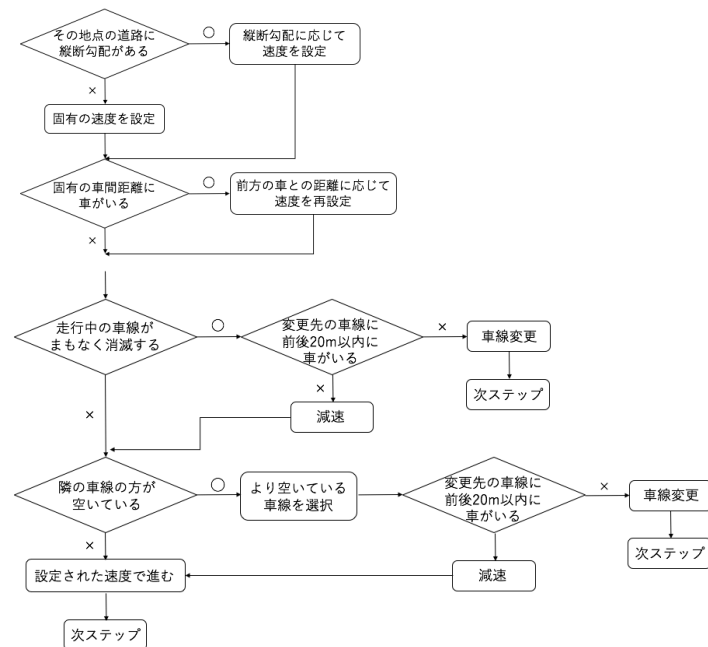 その地点の道路に
縦断勾配がある
○
縦断勾配に応じて
速度を設定
×
固有の速度を設定
固有の車間距離に
車がいる
○
前方の車との距離に応じて
速度を再設定
×
走行中の車線が
まもなく消滅する
○
変更先の車線に
前後20m以内に
車がいる
×
車線変更
次ステップ
×
減速
×
隣の車線の方が
空いている
○
より空いている
車線を選択
変更先の車線に
前後20m以内に
車がいる
×
車線変更
次ステップ
×
設定された速度で進む
減速
次ステップ